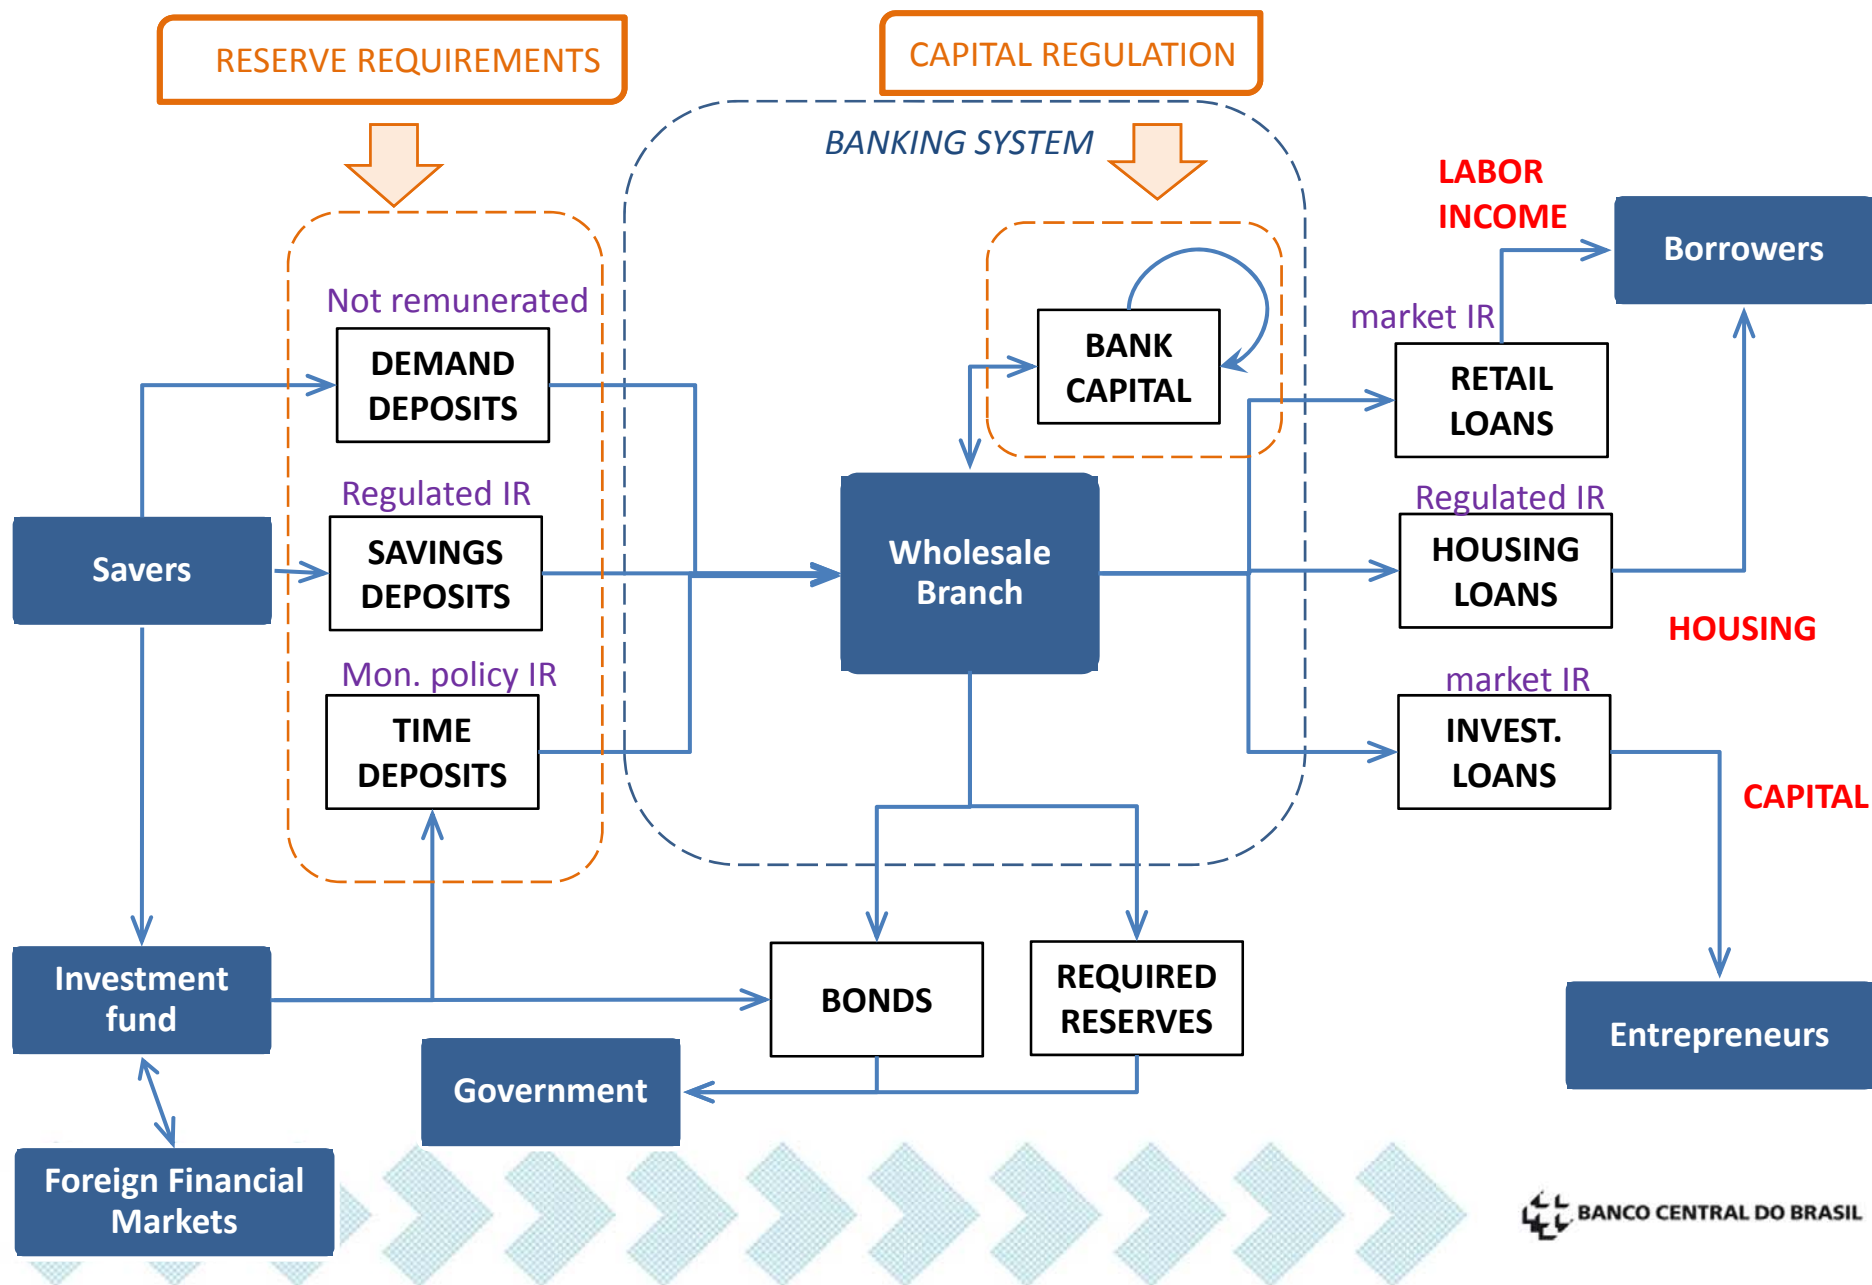 RESERVE REQUIREMENTS
CAPITAL REGULATION
BANKING SYSTEM
LABOR
INCOME
Borrowers
Not remunerated
DEMAND
DEPOSITS
BANK
CAPITAL
market IR
RETAIL
LOANS
Savers
Regulated IR
SAVINGS
DEPOSITS
Wholesale
Branch
Regulated IR
HOUSING
LOANS
HOUSING
Mon. policy IR
TIME
DEPOSITS
market IR
INVEST.
LOANS
CAPITAL
Investment
fund
BONDS
REQUIRED
RESERVES
Entrepreneurs
Government
Foreign Financial
Markets
BANCO CENTRAL DO BRASIL